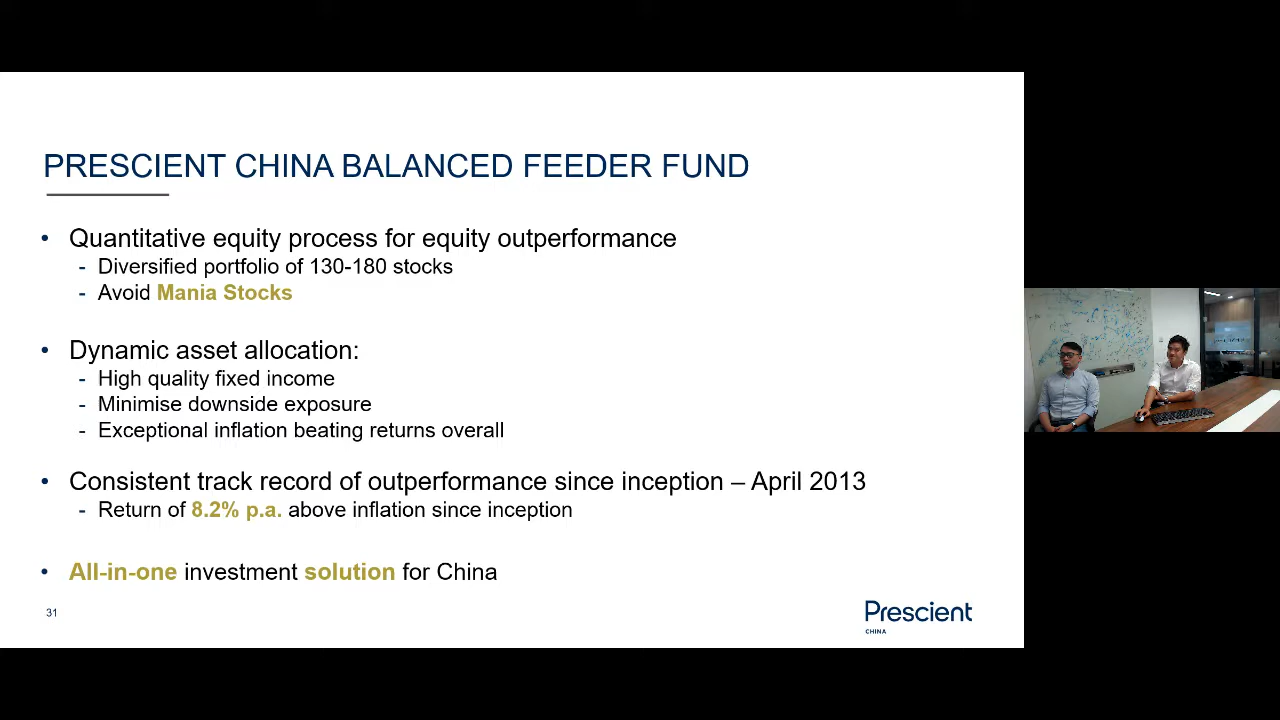 PRESCIENT CHINA BALANCED FEEDER FUND
• Quantitative equity process for equity outperformance
- Diversified portfolio of 130-180 stocks
- Avoid Mania Stocks
• Dynamic asset allocation:
- High quality fixed income
- Minimise downside exposure
- Exceptional inflation beating returns overall
• Consistent track record of outperformance since inception – April 2013
- Return of 8.2% p.a. above inflation since inception
• All-in-one investment solution for China
31
Prescient
CHINA